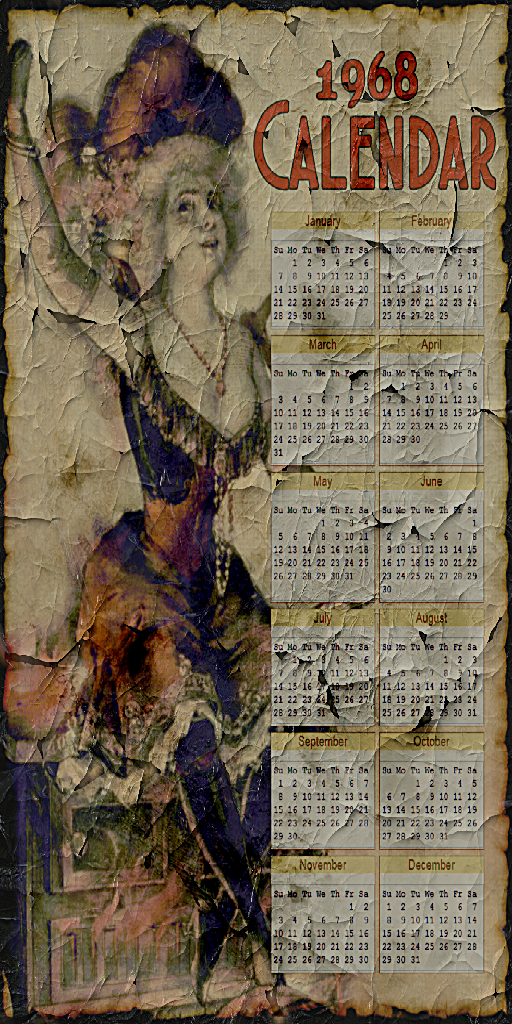 1968
CALENDAR
January
Su Mo Tu We Th Fr Sa
1 2 3 4 6
7 8 9 10 11 12 13
14 15 16 17 18 19 20
21 22 23 24 25 26 27
28 29 30 31
February
Su Mo Tu We Th Fr Sa
1 2 3
5 6 8 9 10
11 12 13 14 15 16 17
18 19 20 21 22 23 24
25 26 27 28 29
March
Su Mo Tu We Th Fr Sa
1 2
3 4 5 6 7 8 9
10 11 12 13 14 15 16
17 18 19 20 21 22 23
24 25 26 27 28 29 30
31
April
Su Mo Tu We Th Fr Sa
1 2 3 4 5 6
7 9 10 11 12 13
14 15 16 17 18 19 20
21 22 23 24 25 26 27
28 29 30
May
Su Mo Tu We Th Fr Sa
1 2 3 4
5 6 7 8 9 10 11
12 13 14 15 16 17 18
19 20 21 22 23 24 25
26 27 28 29 30 31
June
Su Mo Tu We Th Fr Sa
1
2 3 4 5 6 7 8
9 10 11 12 13 14 15
16 17 18 19 20 21 22
23 24 25 26 27 28 29
30
July
Su Mo Tu We Th Fr Sa
2 4 5 6
8 9 10 11 12 13
14 15 16 18 19 20
21 22 23 24 25 26 27
28 29 30 31
August
Su Mo Tu We Th Fr Sa
1 2 3
4 5 6 7 8 9 10
11 12 13 14 15 16 17
18 19 20 21 22 23 24
25 26 27 29 30 31
September
Su Mo Tu We Th Fr Sa
1 2 3 4 5 6 7
8 9 10 11 12 13 14
15 16 17 18 19 20 21
22 23 24 25 26 27 28
29 30
October
Su Mo Tu We Th Fr Sa
1 2 3 4 5
6 7 8 9 10 11 12
13 14 15 16 17 18 19
20 21 22 23 24 25 26
27 28 29 30 31
November
Su Mo Tu We Th Fr Sa
1 2
3 4 5 6 7 8 9
10 11 12 13 14 15 16
17 18 19 20 21 22 23
24 25 26 27 28 29 30
December
Su Mo Tu We Th Fr Sa
1 2 3 4 5 6 7
8 9 10 11 12 13 14
15 16 17 18 19 20 21
22 23 24 25 26 27 28
29 30 31